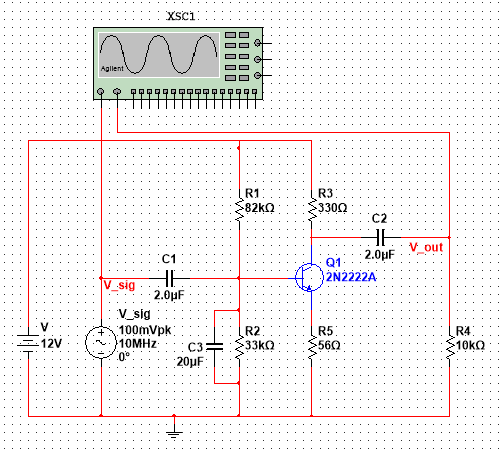 XSC1
Agilent
R1
82kΩ
R3
330Ω
C2
2.0µF
V_out
C1
2.0µF
V_sig
Q1
2N2222A
V_sig
100mVpk
10MHz
0°
V
12V
C3
20µF
R2
33kΩ
R5
56Ω
R4
10kΩ